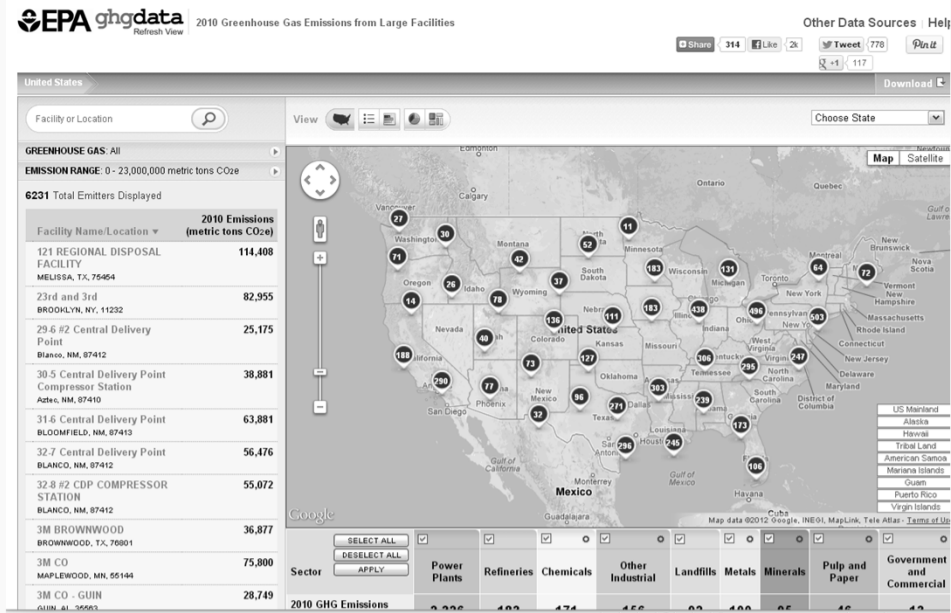 EPA ghgdata
Refresh View
2010 Greenhouse Gas Emissions from Large Facilities
Other Data Sources
Share 314 Like 2k Tweet 778 Pin it
+1 117
United States
Download
Facility or Location
View
Choose State
GREENHOUSE GAS: All
EMISSION RANGE: 0 - 23,000,000 metric tons CO2e
6231 Total Emitters Displayed
Facility Name/Location
2010 Emissions
(metric tons CO2e)
121 REGIONAL DISPOSAL 114,408
FACILITY
MELISSA, TX, 75454
23rd and 3rd 82,955
BROOKLYN, NY, 11232
29-6 #2 Central Delivery 25,175
Point
Blanco, NM, 87412
30-5 Central Delivery Point 38,881
Compressor Station
Aztec, NM, 87410
31-6 Central Delivery Point 63,881
BLOOMFIELD, NM, 87413
32-7 Central Delivery Point 56,476
BLANCO, NM, 87412
32-8 #2 CDP COMPRESSOR 55,072
STATION
BLANCO, NM, 87412
3M BROWNWOOD 36,877
BROWNWOOD, TX, 76801
3M CO 75,800
MAPLEWOOD, MN, 55144
3M CO - GUIN 28,749
GUIN, AL, 35563
Map Satellite
Edmonton
Calgary
Ontario
Quebec
Vancouver
27
30
11
52
Washington
Montana
Minnesota
Montreal
New
Brunswick
Nova
Scotia
71
42
183
131
64
72
Wisconsin
Michigan
Toronto
Vermont
New
Hampshire
Oregon
26
Idaho
37
South
Dakota
Wyoming
New York
14
78
136
111
183
438
496
503
Massachusetts
Rhode Island
Nevada
40
Colorado
United States
Indiana
Connecticut
188
73
127
Kansas
Missouri
306
295
West
Virginia
247
New Jersey
Delaware
Maryland
290
77
Oklahoma
303
Tennessee
North
Carolina
District of
Columbia
San Diego
Phoenix
New
Mexico
96
271
Dallas
239
South
Carolina
32
296
245
Louisiana
173
106
Gulf of
California
Monterrey
Gulf of
Mexico
Mexico
Havana
Cuba
Guadalajara
US Mainland
Alaska
Hawaii
Tribal Land
American Samoa
Mariana Islands
Guam
Puerto Rico
Virgin Islands
Google
Map data ©2012 Google, INEGI, MapLink, Tele Atlas - Terms of Us
SELECT ALL
DESELECT ALL
APPLY
Sector
Power
Plants
Refineries
Chemicals
Other
Industrial
Landfills
Metals
Minerals
Pulp and
Paper
Government
and
Commercial
2010 GHG Emissions